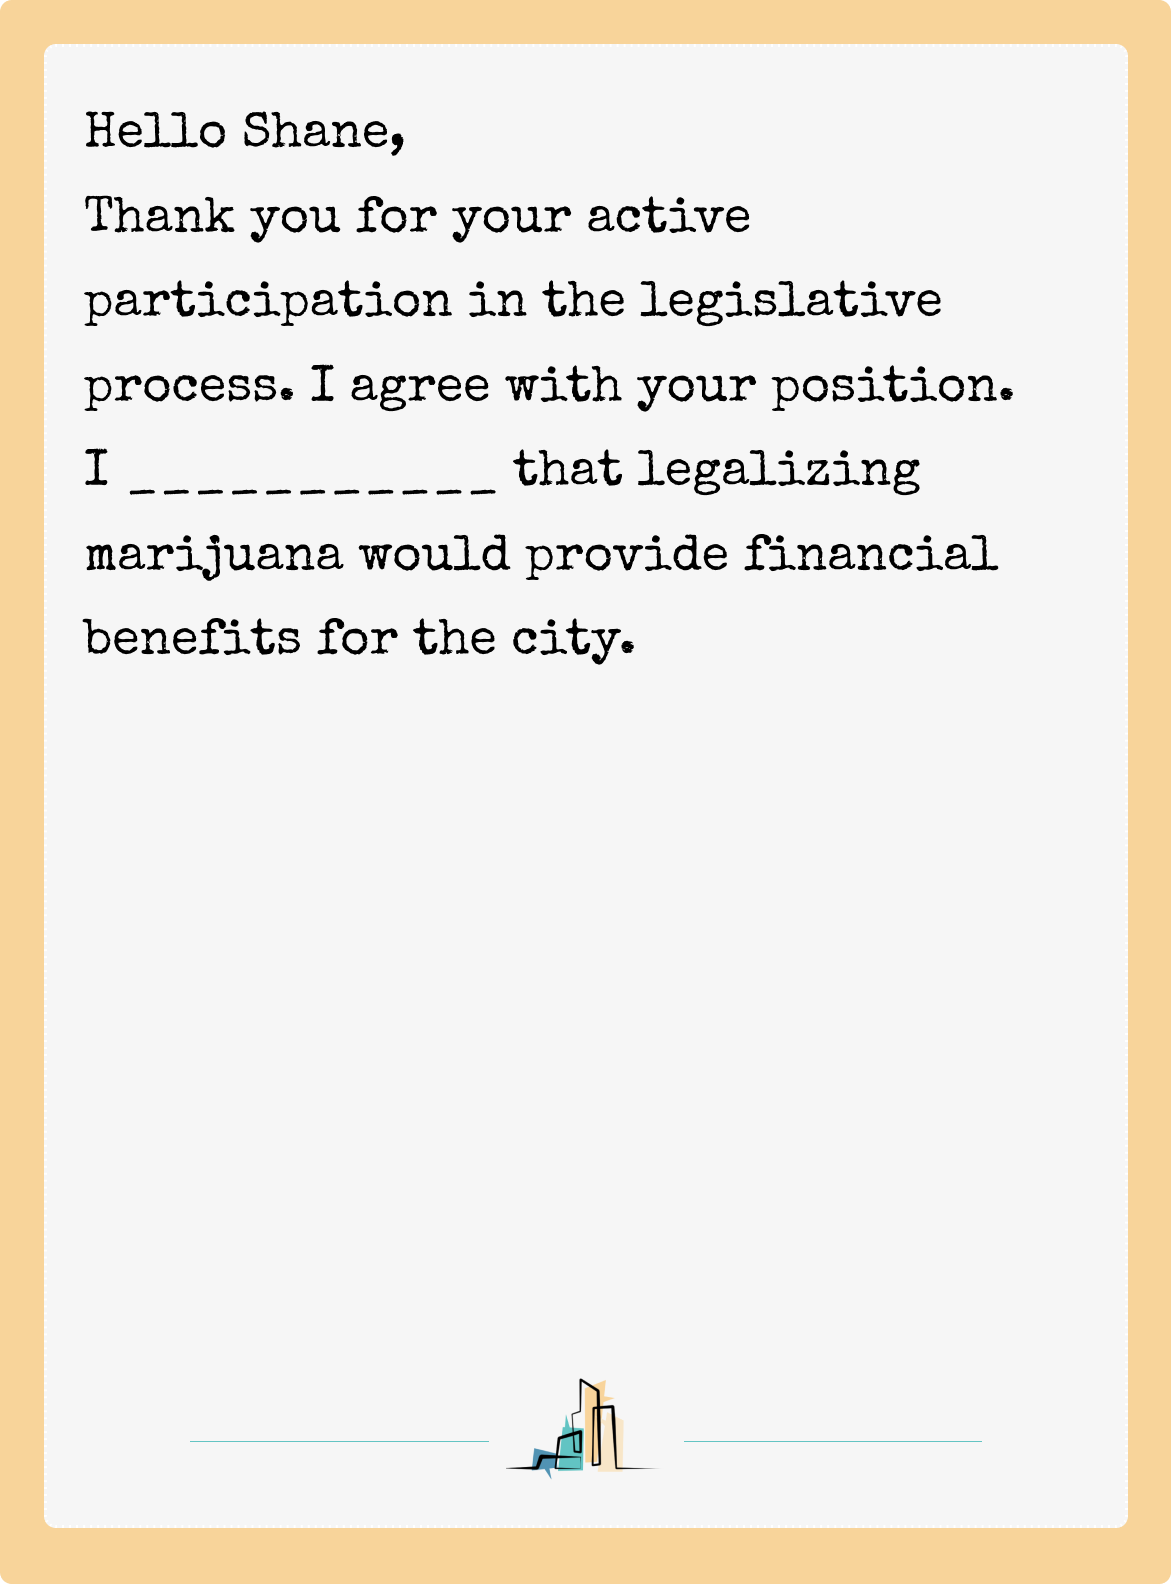 Hello Shane,
Thank you for your active
participation in the legislative
process. I agree with your position.
I ___________ that legalizing
marijuana would provide financial
benefits for the city.